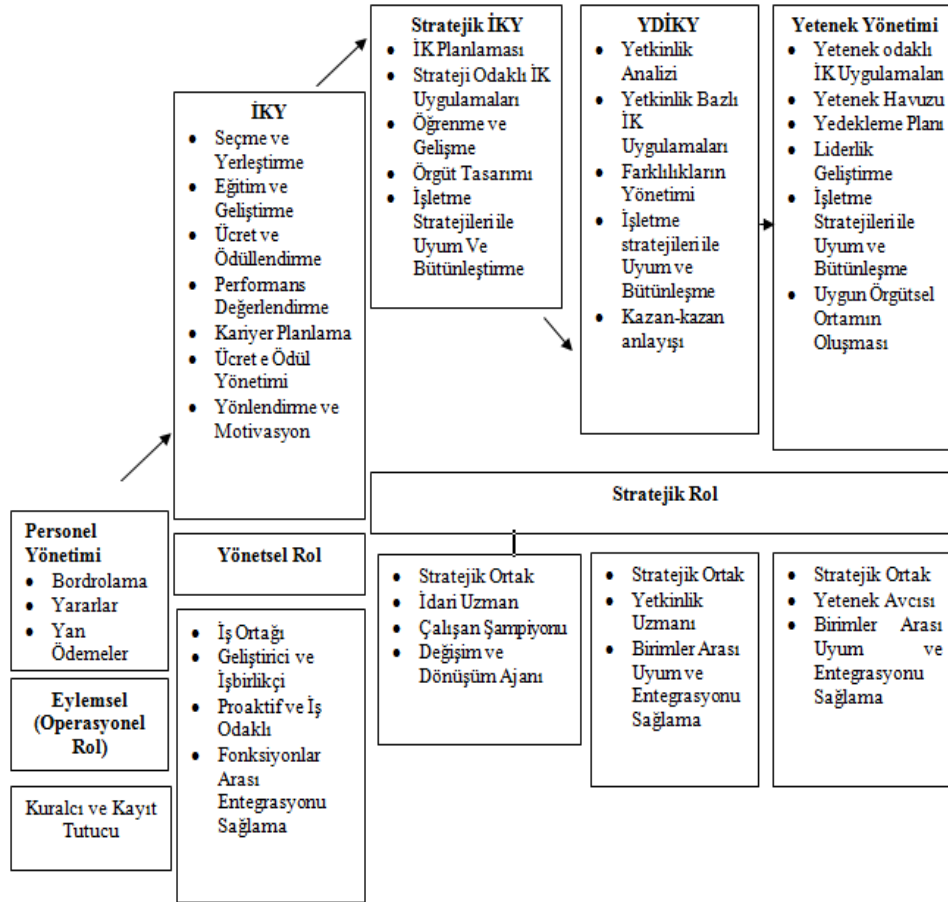 Stratejik İKY
İK Planlaması
Strateji Odaklı İK
Uygulamaları
Öğrenme ve
Gelişme
Örgüt Tasarımı
İşletme
Stratejileri ile
Uyum Ve
Bütünleştirme
YDİKY
Yetkinlik
Analizi
Yetkinlik Bazlı
İK
Uygulamaları
Farklılıkların
Yönetimi
İşletme
stratejileri ile
Uyum ve
Bütünleşme
Kazan-kazan
anlayışı
Yetenek Yönetimi
Yetenek odaklı
İK Uygulamaları
Yetenek Havuzu
Yedekleme Planı
Liderlik
Geliştirme
İşletme
Stratejileri ile
Uyum ve
Bütünleşme
Uygun Örgütsel
Ortamın
Oluşması
İKY
Seçme ve
Yerleştirme
Eğitim ve
Geliştirme
Ücret ve
Ödüllendirme
Performans
Değerlendirme
Kariyer Planlama
Ücret e Ödül
Yönetimi
Yönlendirme ve
Motivasyon
Stratejik Rol
Personel
Yönetimi
Bordrolama
Yararlar
Yan
Ödemeler
Yönetsel Rol
Stratejik Ortak
İdari Uzman
Çalışan Şampiyonu
Değişim ve
Dönüşüm Ajanı
Stratejik Ortak
Yetkinlik
Uzmanı
Birimler Arası
Uyum ve
Entegrasyonu
Sağlama
Stratejik Ortak
Yetenek Avcısı
Birimler Arası
Uyum ve
Entegrasyonu
Sağlama
İş Ortağı
Geliştirici ve
İşbirlikçi
Proaktif ve İş
Odaklı
Fonksiyonlar
Arası
Entegrasyonu
Sağlama
Eylemsel
(Operasyonel
Rol)
Kuralcı ve Kayıt
Tutucu